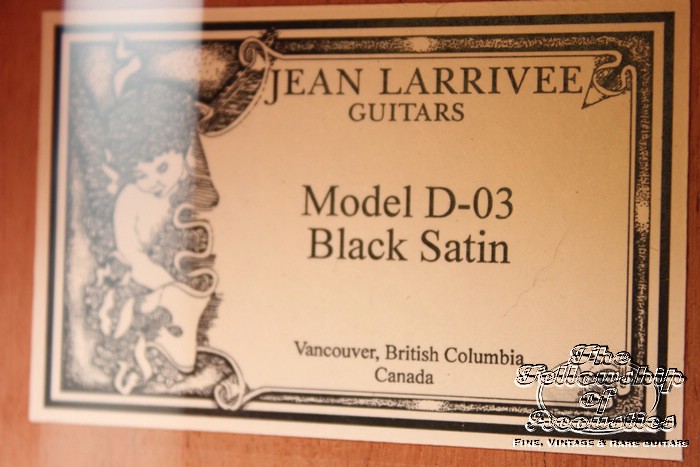 JEAN LARRIVEE
GUITARS
Model D-03
Black Satin
Vancouver, British Columbia
Canada
The
Fellowship
of
Acoustics
FINE, VINTAGE & RARE GUITARS